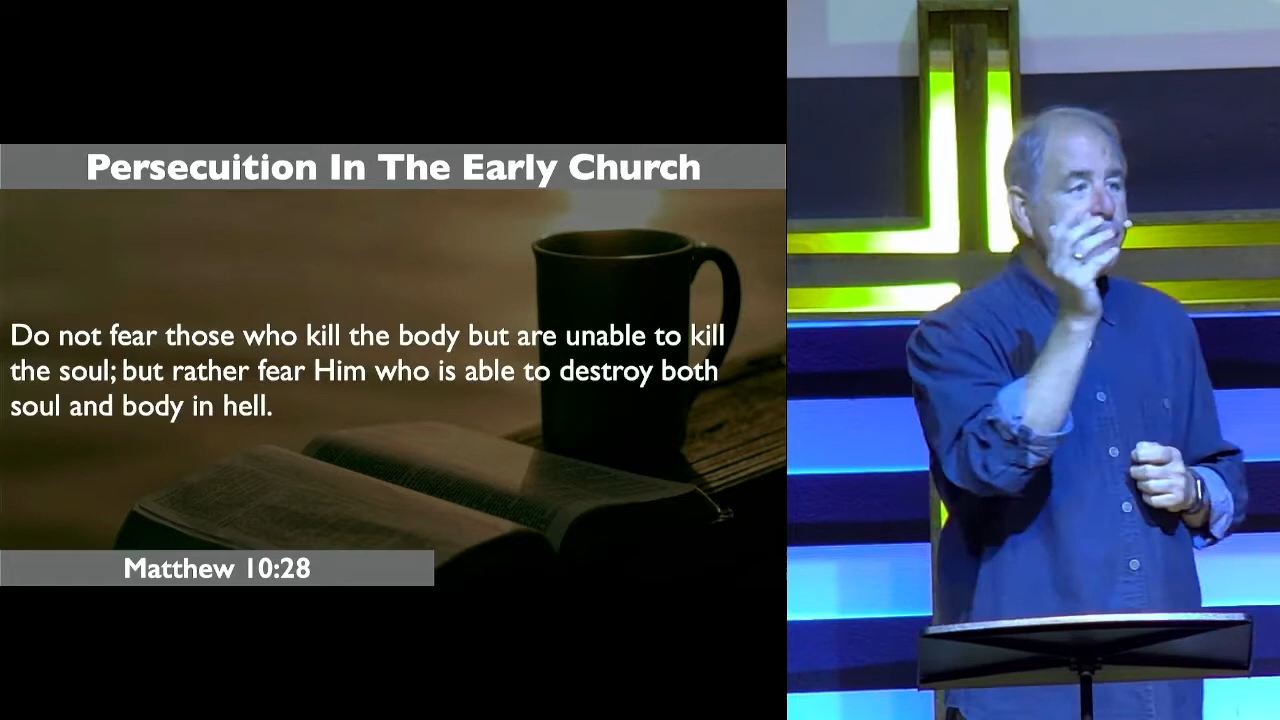 Persecuition In The Early Church
Do not fear those who kill the body but are unable to kill
the soul; but rather fear Him who is able to destroy both
soul and body in hell.
Matthew 10:28